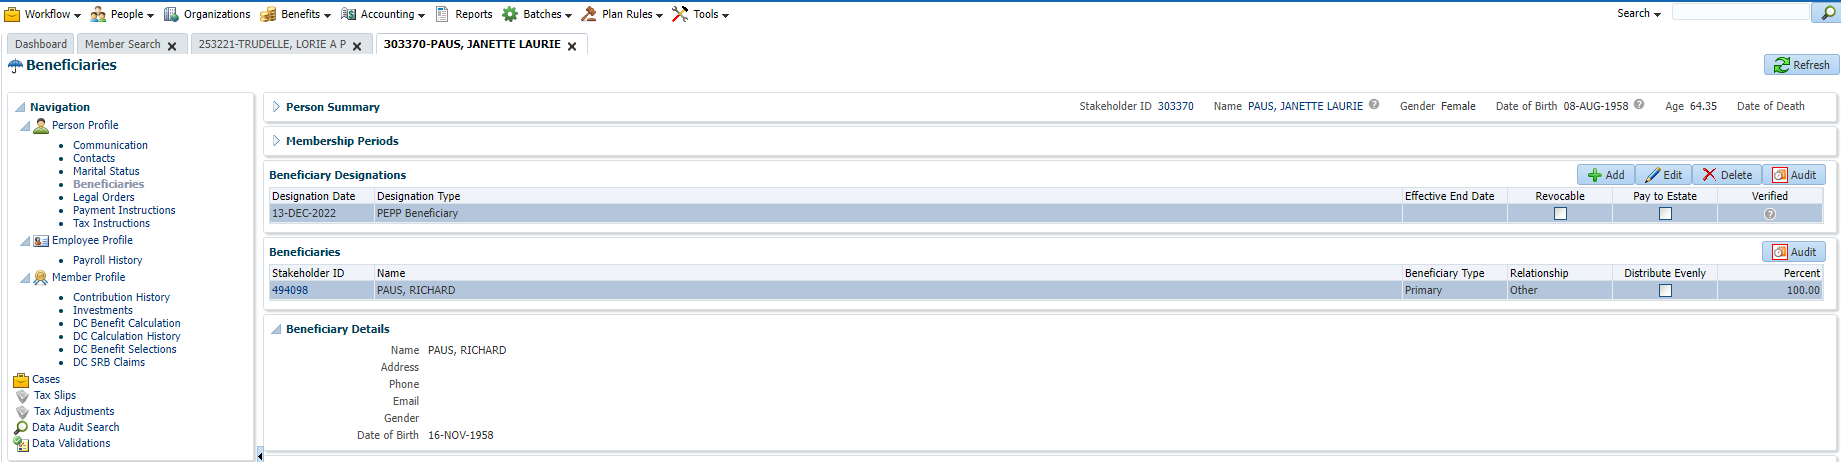 Workflow People Organizations Benefits Accounting Reports Batches Plan Rules Tools Search
Dashboard Member Search 253221-TRUDELLE, LORIE A P 303370-PAUS, JANETTE LAURIE
Beneficiaries Refresh
Navigation
Person Profile
Communication
Contacts
Marital Status
Beneficiaries
Legal Orders
Payment Instructions
Tax Instructions
Employee Profile
Payroll History
Member Profile
Contribution History
Investments
DC Benefit Calculation
DC Calculation History
DC Benefit Selections
DC SRB Claims
Cases
Tax Slips
Tax Adjustments
Data Audit Search
Data Validations
Person Summary Stakeholder ID 303370 Name PAUS, JANETTE LAURIE Gender Female Date of Birth 08-AUG-1958 Age 64.35 Date of Death
Membership Periods
Beneficiary Designations Add Edit Delete Audit
Designation Date Designation Type Effective End Date Revocable Pay to Estate Verified
13-DEC-2022 PEPP Beneficiary
Beneficiaries Audit
Stakeholder ID Name Beneficiary Type Relationship Distribute Evenly Percent
494098 PAUS, RICHARD Primary Other 100.00
Beneficiary Details
Name PAUS, RICHARD
Address
Phone
Email
Gender
Date of Birth 16-NOV-1958